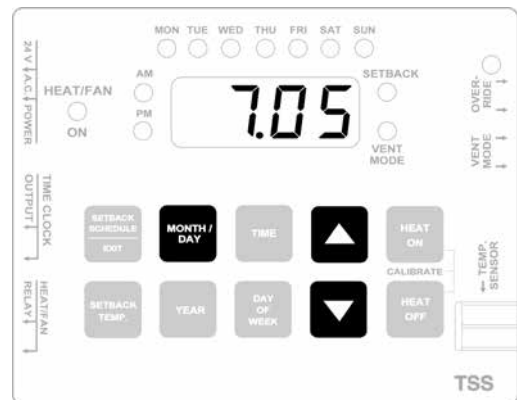 MON TUE WED THU FRI SAT SUN
24 V
A.C.
POWER
HEAT/FAN
ON
AM
PM
7.05
SETBACK
VENT
MODE
OVER-
RIDE
VENT
MODE
TIME CLOCK
OUTPUT
SETBACK
SCHEDULE
EXIT
MONTH /
DAY
TIME
HEAT
ON
CALIBRATE
TEMP.
SENSOR
HEAT/FAN
RELAY
SETBACK
TEMP.
YEAR
DAY
OF
WEEK
HEAT
OFF
TSS